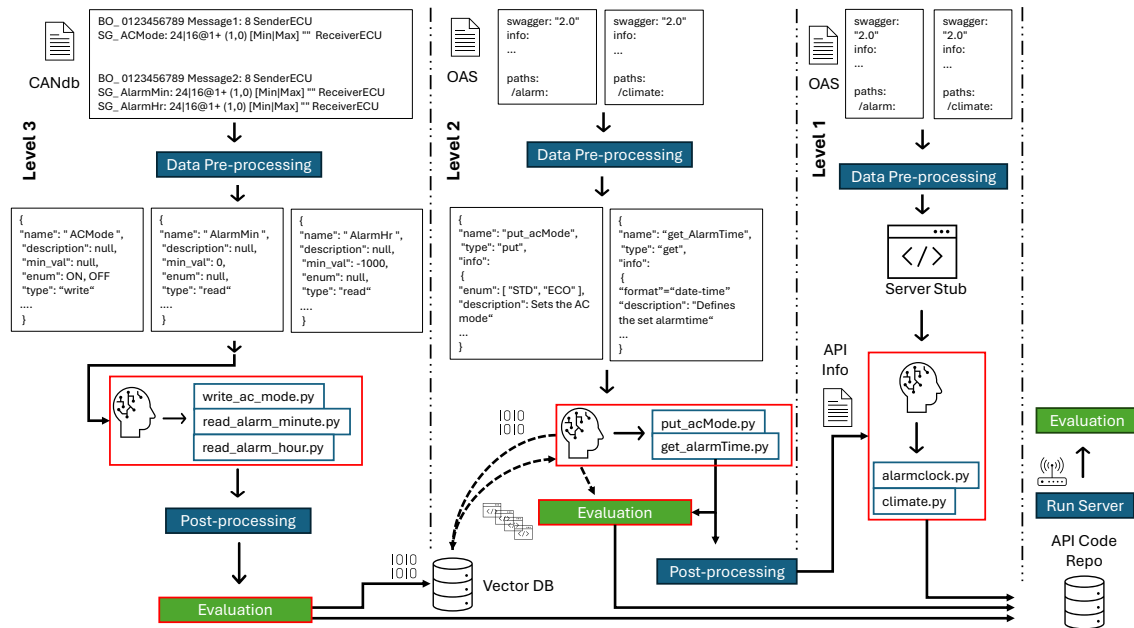 CANdb
BO_ 0123456789 Message1: 8 SenderECU
SG_ ACMode: 24|16@1+ (1,0) [Min|Max] "" ReceiverECU
BO_ 0123456789 Message2: 8 SenderECU
SG_ AlarmMin: 24|16@1+ (1,0) [Min|Max] "" ReceiverECU
SG_ AlarmHr: 24|16@1+ (1,0) [Min|Max] "" ReceiverECU
Level 3
Data Pre-processing
{
"name": " ACMode ",
"description": null,
"min_val": null,
"enum": ON, OFF
"type": “write“
....
}
{
"name": " AlarmMin ",
"description": null,
"min_val": 0,
"enum": null,
"type": "read“
....
}
{
"name": " AlarmHr ",
"description": null,
"min_val": -1000,
"enum": null,
"type": "read“
....
}
write_ac_mode.py
read_alarm_minute.py
read_alarm_hour.py
Post-processing
Evaluation
OAS
swagger: "2.0"
info:
...
paths:
/alarm:
swagger: "2.0"
info:
...
paths:
/climate:
Level 2
Data Pre-processing
{
"name": “put_acMode",
"type": "put",
"info":
{
"enum": [ "STD", "ECO" ],
"description": Sets the AC
mode“
...
}
{
"name": “get_AlarmTime",
"type": "get",
"info":
{
“format”=“date-time”
“description": "Defines
the set alarmtime“
...
}
put_acMode.py
get_alarmTime.py
IOIO
IOIO
Evaluation
Post-processing
IOIO
IOIO
Vector DB
OAS
swagger:
"2.0"
info:
...
paths:
/alarm:
swagger:
"2.0"
info:
...
paths:
/climate:
Level 1
Data Pre-processing
</>
Server Stub
API
Info
alarmclock.py
climate.py
Evaluation
Run Server
API Code
Repo